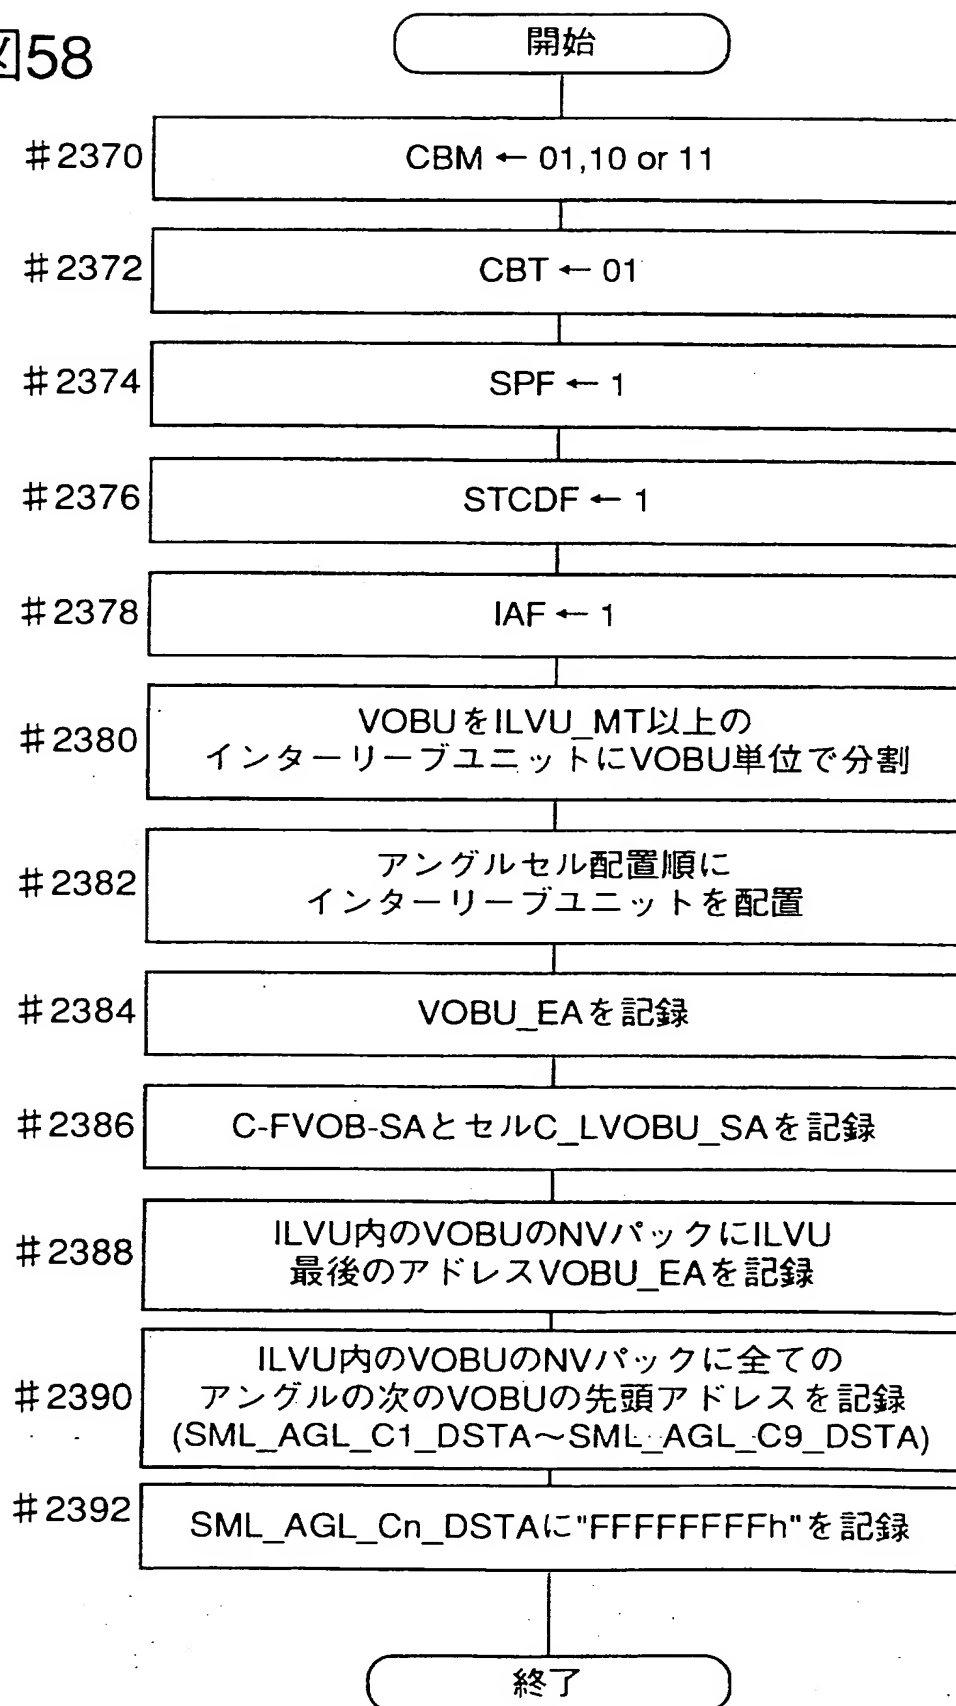 図58
開始
#2370
CBM ← 01,10 or 11
#2372
CBT ← 01
#2374
SPF ← 1
#2376
STCDF ← 1
#2378
IAF ← 1
#2380
VOBUをILVU_MT以上の
インターリーブユニットにVOBU単位で分割
#2382
アングルセル配置順に
インターリーブユニットを配置
#2384
VOBU_EAを記録
#2386
C-FVOB-SAとセルC_LVOBU_SAを記録
#2388
ILVU内のVOBUのNVパックにILVU
最後のアドレスVOBU_EAを記録
#2390
ILVU内のVOBUのNVパックに全ての
アングルの次のVOBUの先頭アドレスを記録
(SML_AGL_C1_DSTA～SML_AGL_C9_DSTA)
#2392
SML_AGL_Cn_DSTAに"FFFFFFFFh"を記録
終了